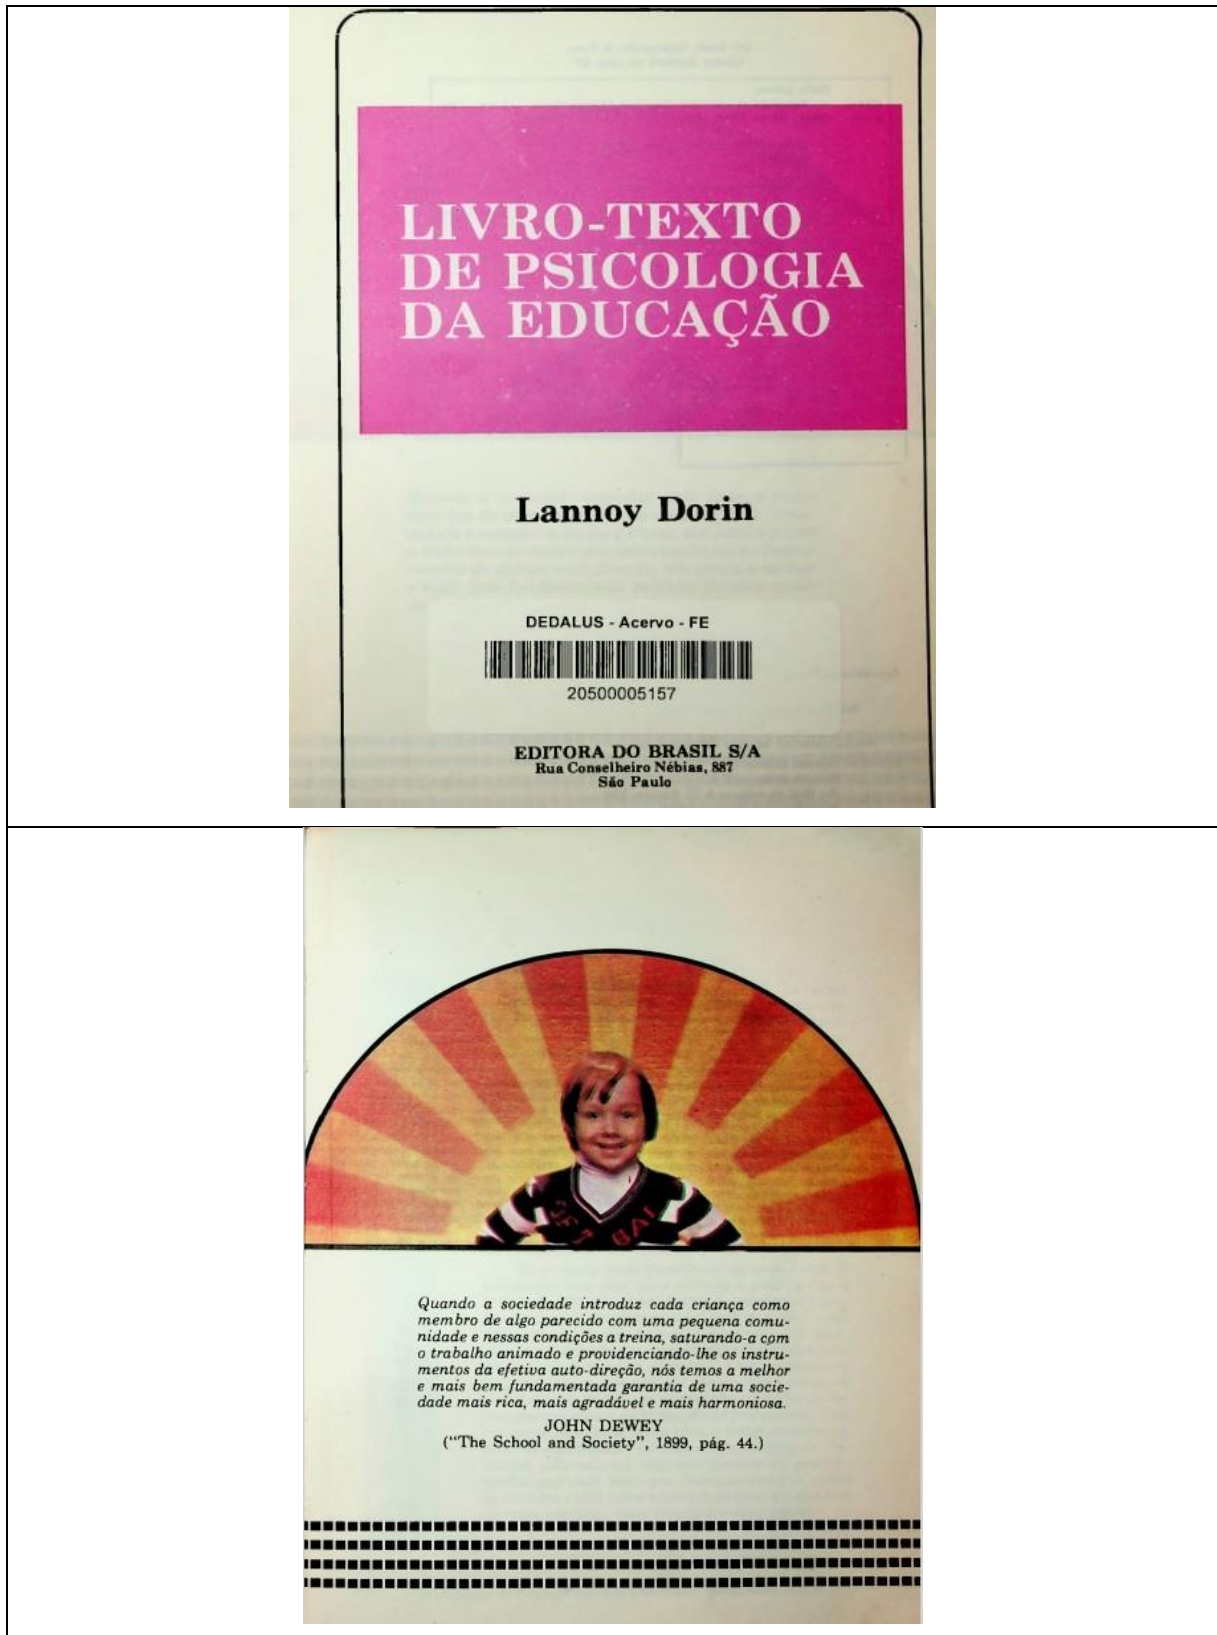 LIVRO-TEXTO
DE PSICOLOGIA
DA EDUCAÇÃO
Lannoy Dorin
DEDALUS - Acervo - FE
20500005157
EDITORA DO BRASIL S/A
Rua Conselheiro Nébias, 887
São Paulo
Quando a sociedade introduz cada criança como
membro de algo parecido com uma pequena comu-
nidade e nessas condições a treina, saturando-a com
o trabalho animado e providenciando-lhe os instru-
mentos da efetiva auto-direção, nós temos a melhor
e mais bem fundamentada garantia de uma socie-
dade mais rica, mais agradável e mais harmoniosa.
JOHN DEWEY
("The School and Society", 1899, pág. 44.)